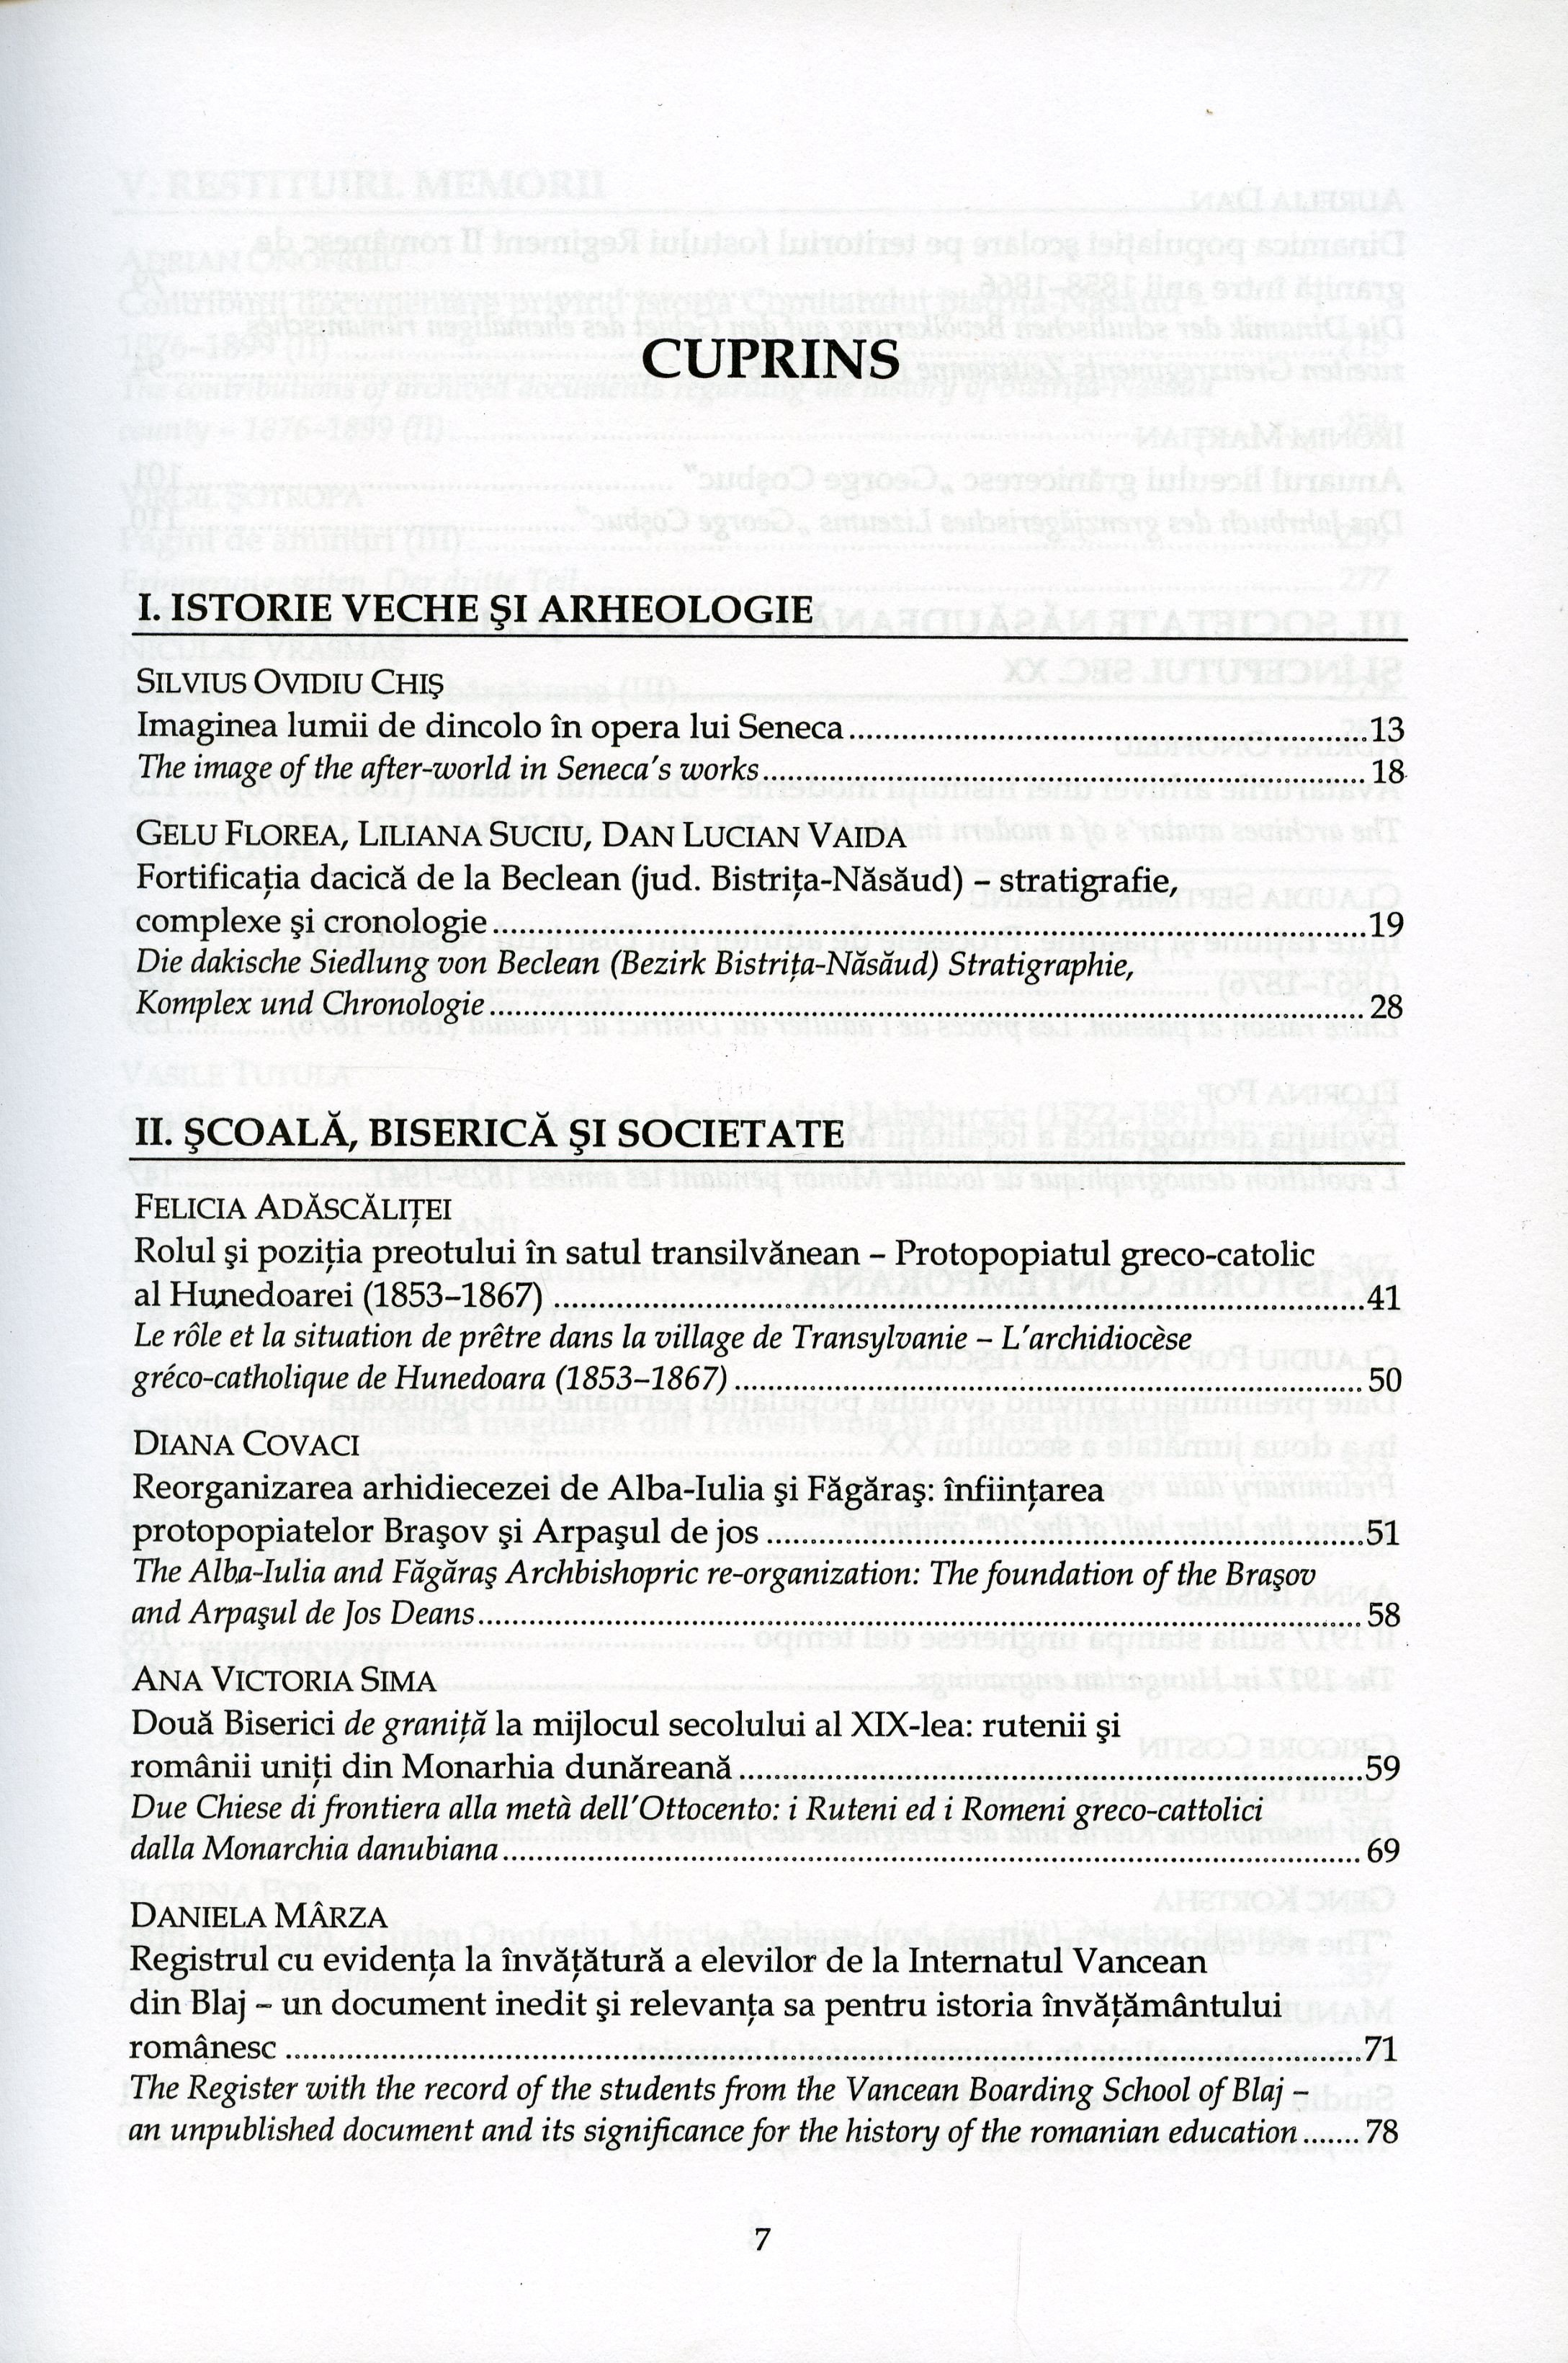 CUPRINS
I. ISTORIE VECHE ŞI ARHEOLOGIE
SILVIUS OVIDIU CHIŞ
Imaginea lumii de dincolo în opera lui Seneca.......................................................13
The image of the after-world in Seneca's works....................................................... 18
GELU FLOREA, LILIANA SUCIU, DAN LUCIAN VAIDA
Fortificaţia dacică de la Beclean (jud. Bistriţa-Năsăud) – stratigrafie,
complexe şi cronologie.......................................................19
Die dakische Siedlung von Beclean (Bezirk Bistriţa-Năsăud) Stratigraphie,
Komplex und Chronologie....................................................... 28
II. ŞCOALĂ, BISERICĂ ŞI SOCIETATE
FELICIA ADĂSCĂLIŢEI
Rolul şi poziţia preotului în satul transilvănean – Protopopiatul greco-catolic
al Hunedoarei (1853–1867) .......................................................41
Le rôle et la situation de prêtre dans la village de Transylvanie – L'archidiocèse
gréco-catholique de Hunedoara (1853–1867)....................................................... 50
DIANA COVACI
Reorganizarea arhidiecezei de Alba-Iulia şi Făgăraş: înfiinţarea
protopopiatelor Braşov şi Arpaşul de jos .......................................................51
The Alba-Iulia and Făgăraş Archbishopric re-organization: The foundation of the Braşov
and Arpaşul de Jos Deans....................................................... 58
ANA VICTORIA SIMA
Două Biserici de graniţă la mijlocul secolului al XIX-lea: rutenii şi
românii uniţi din Monarhia dunăreană.......................................................59
Due Chiese di frontiera alla metà dell'Ottocento: i Ruteni ed i Romeni greco-cattolici
dalla Monarchia danubiana....................................................... 69
DANIELA MÂRZA
Registrul cu evidenţa la învăţătură a elevilor de la Internatul Vancean
din Blaj – un document inedit şi relevanţa sa pentru istoria învăţământului
românesc .......................................................71
The Register with the record of the students from the Vancean Boarding School of Blaj –
an unpublished document and its significance for the history of the romanian education....... 78
7